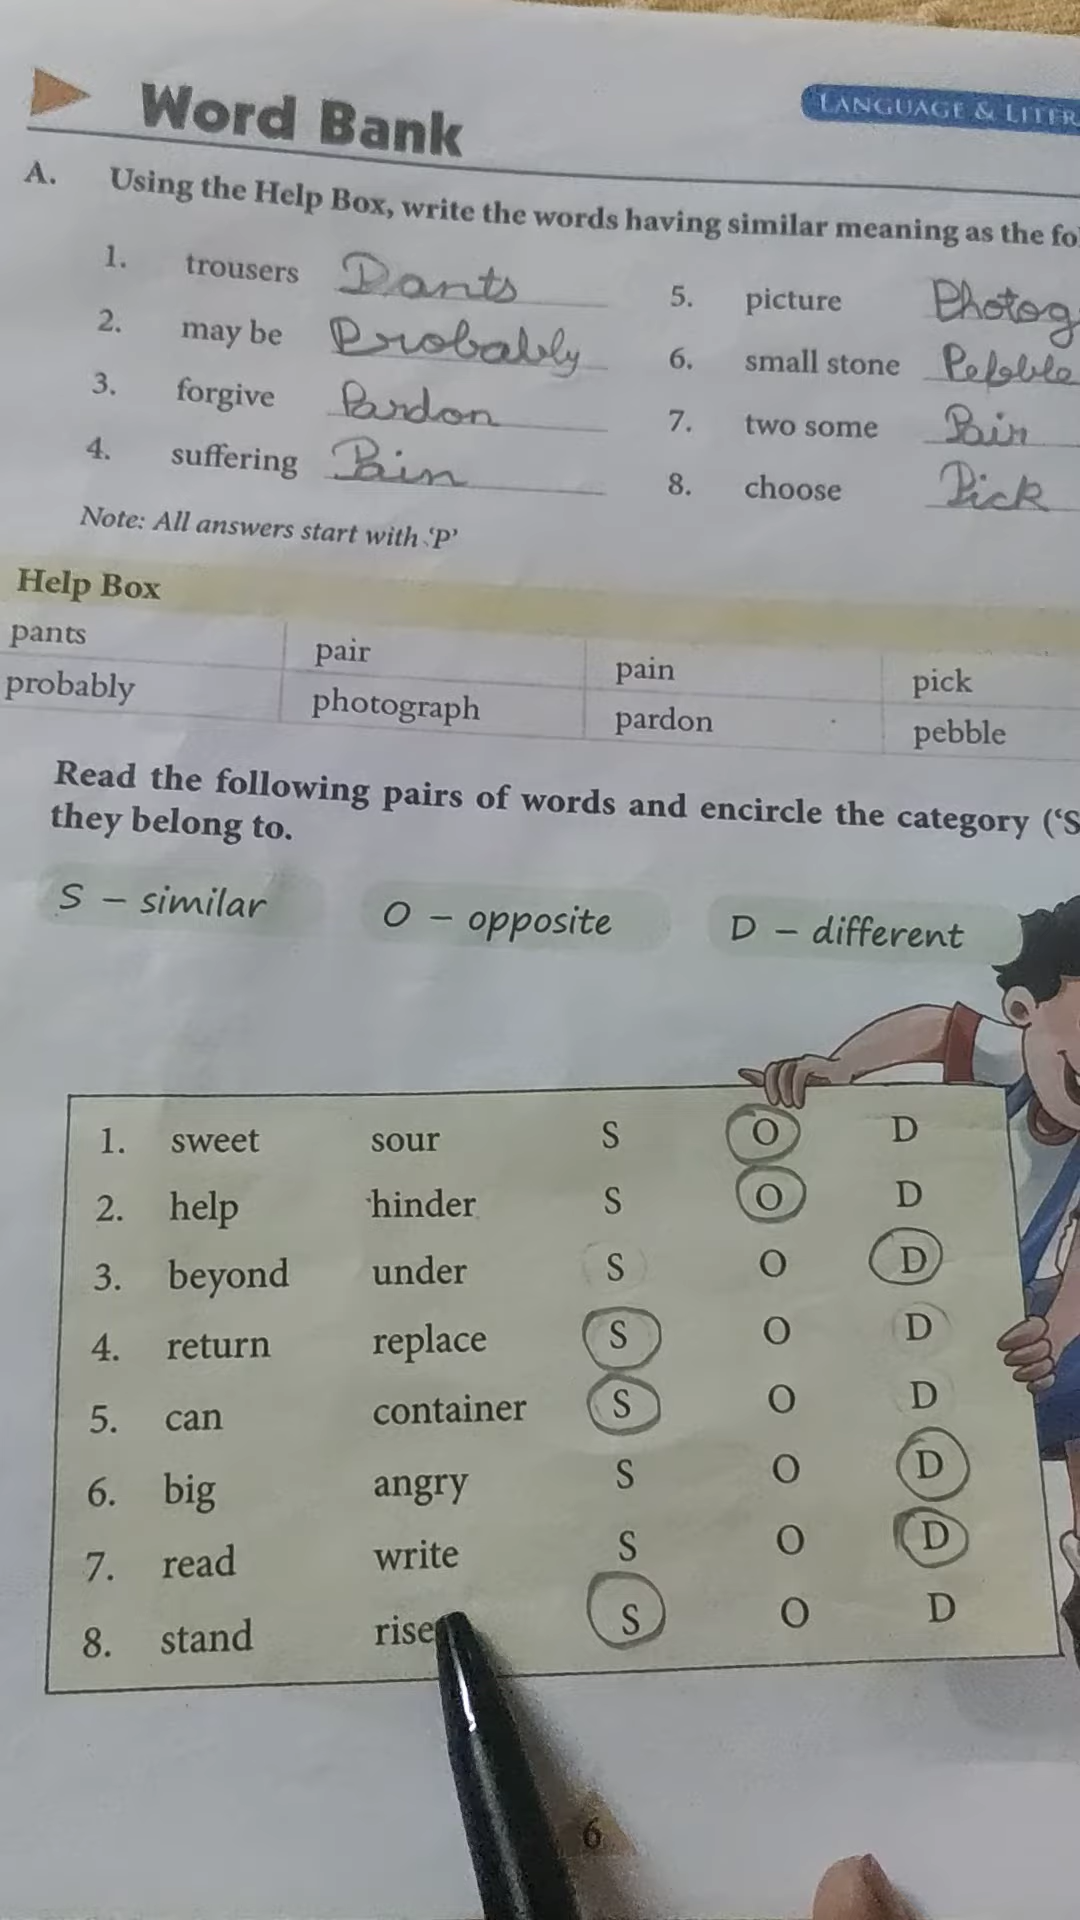 Word Bank
LANGUAGE & LITER
A. Using the Help Box, write the words having similar meaning as the fo
1. trousers Pants
2. may be Probably
3. forgive Pardon
4. suffering Pain
5. picture Photog
6. small stone Pebble
7. two some Pair
8. choose Pick
Note: All answers start with 'P'
Help Box
pants pair pain pick
probably photograph pardon pebble
Read the following pairs of words and encircle the category ('S
they belong to.
S – similar O – opposite D – different
1. sweet sour S O D
2. help hinder S O D
3. beyond under S O D
4. return replace S O D
5. can container S O D
6. big angry S O D
7. read write S O D
8. stand rise S O D
6